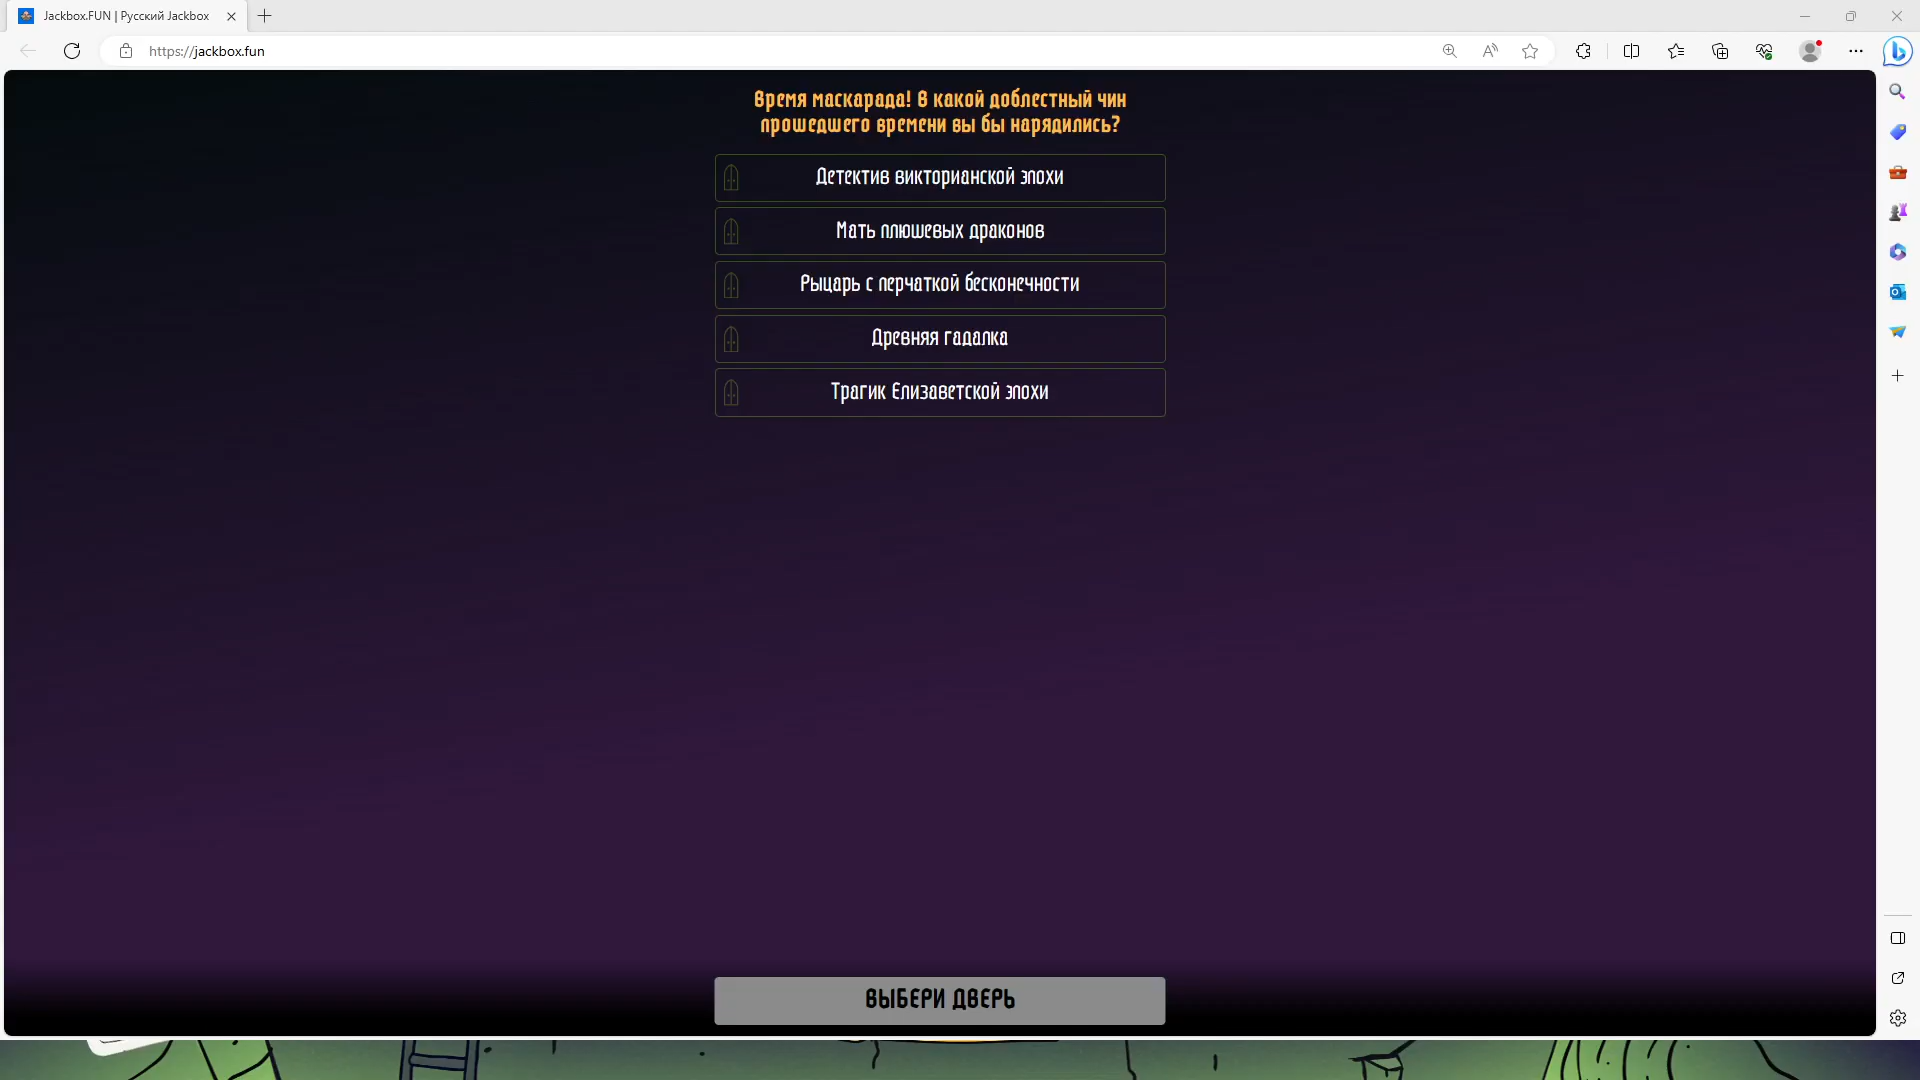 Jackbox.FUN | Русский Jackbox
https://jackbox.fun
Время маскарада! В какой доблестный чин
прошедшего времени вы бы нарядились?
Детектив викторианской эпохи
Мать плюшевых драконов
Рыцарь с перчаткой бесконечности
Древняя гадалка
Трагик Елизаветской эпохи
ВЫБЕРИ ДВЕРЬ